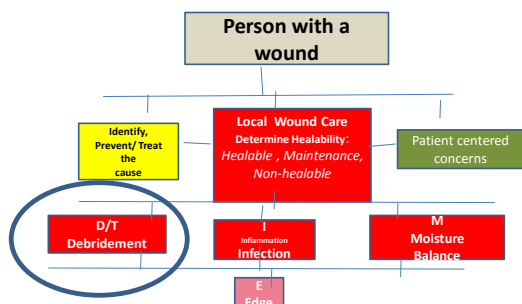 Person with a
wound
Identify,
Prevent/ Treat
the
cause
Local Wound Care
Determine Healability:
Healable , Maintenance,
Non-healable
Patient centered
concerns
D/T
Debridement
I
Inflammation
Infection
M
Moisture
Balance
E
Edge